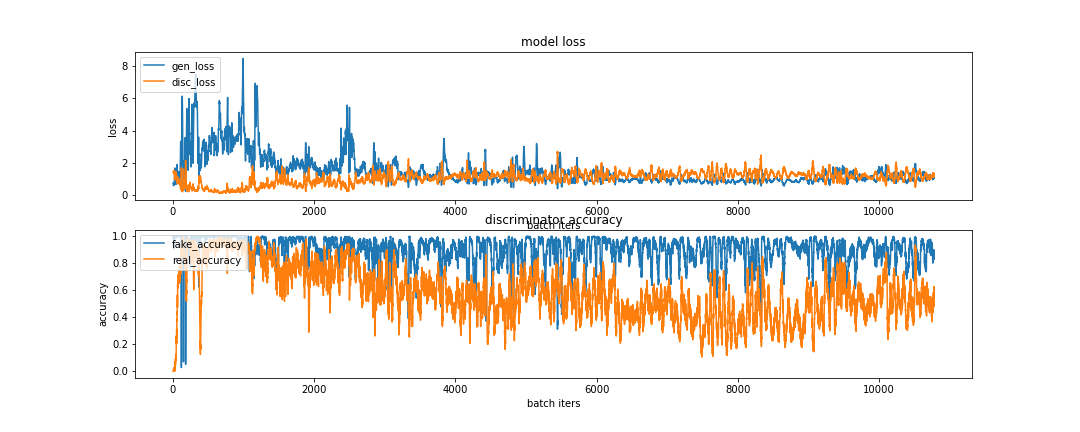 model loss
gen_loss
disc_loss
loss
8
6
4
2
0
0 2000 4000 6000 8000 10000
batch iters
discriminator accuracy
fake_accuracy
real_accuracy
accuracy
1.0
0.8
0.6
0.4
0.2
0.0
0 2000 4000 6000 8000 10000
batch iters